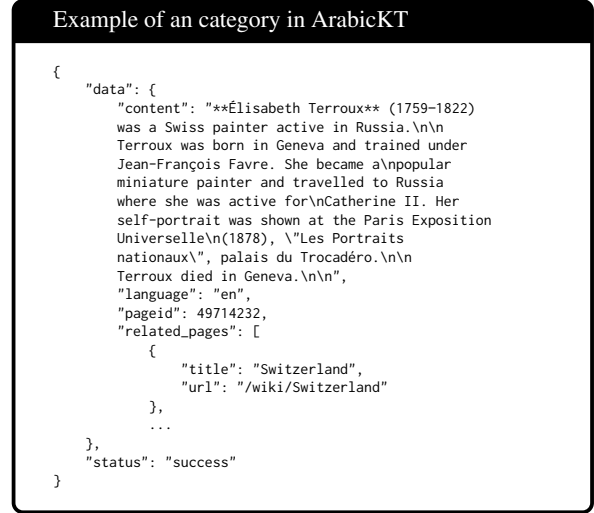 Example of an category in ArabicKT
{
"data": {
"content": "**Élisabeth Terroux** (1759–1822)
was a Swiss painter active in Russia.\n\n
Terroux was born in Geneva and trained under
Jean-François Favre. She became a\npopular
miniature painter and travelled to Russia
where she was active for\nCatherine II. Her
self-portrait was shown at the Paris Exposition
Universelle\n(1878), \"Les Portraits
nationaux\", palais du Trocadéro.\n\n
Terroux died in Geneva.\n\n",
"language": "en",
"pageid": 49714232,
"related_pages": [
{
"title": "Switzerland",
"url": "/wiki/Switzerland"
},
...
},
"status": "success"
}